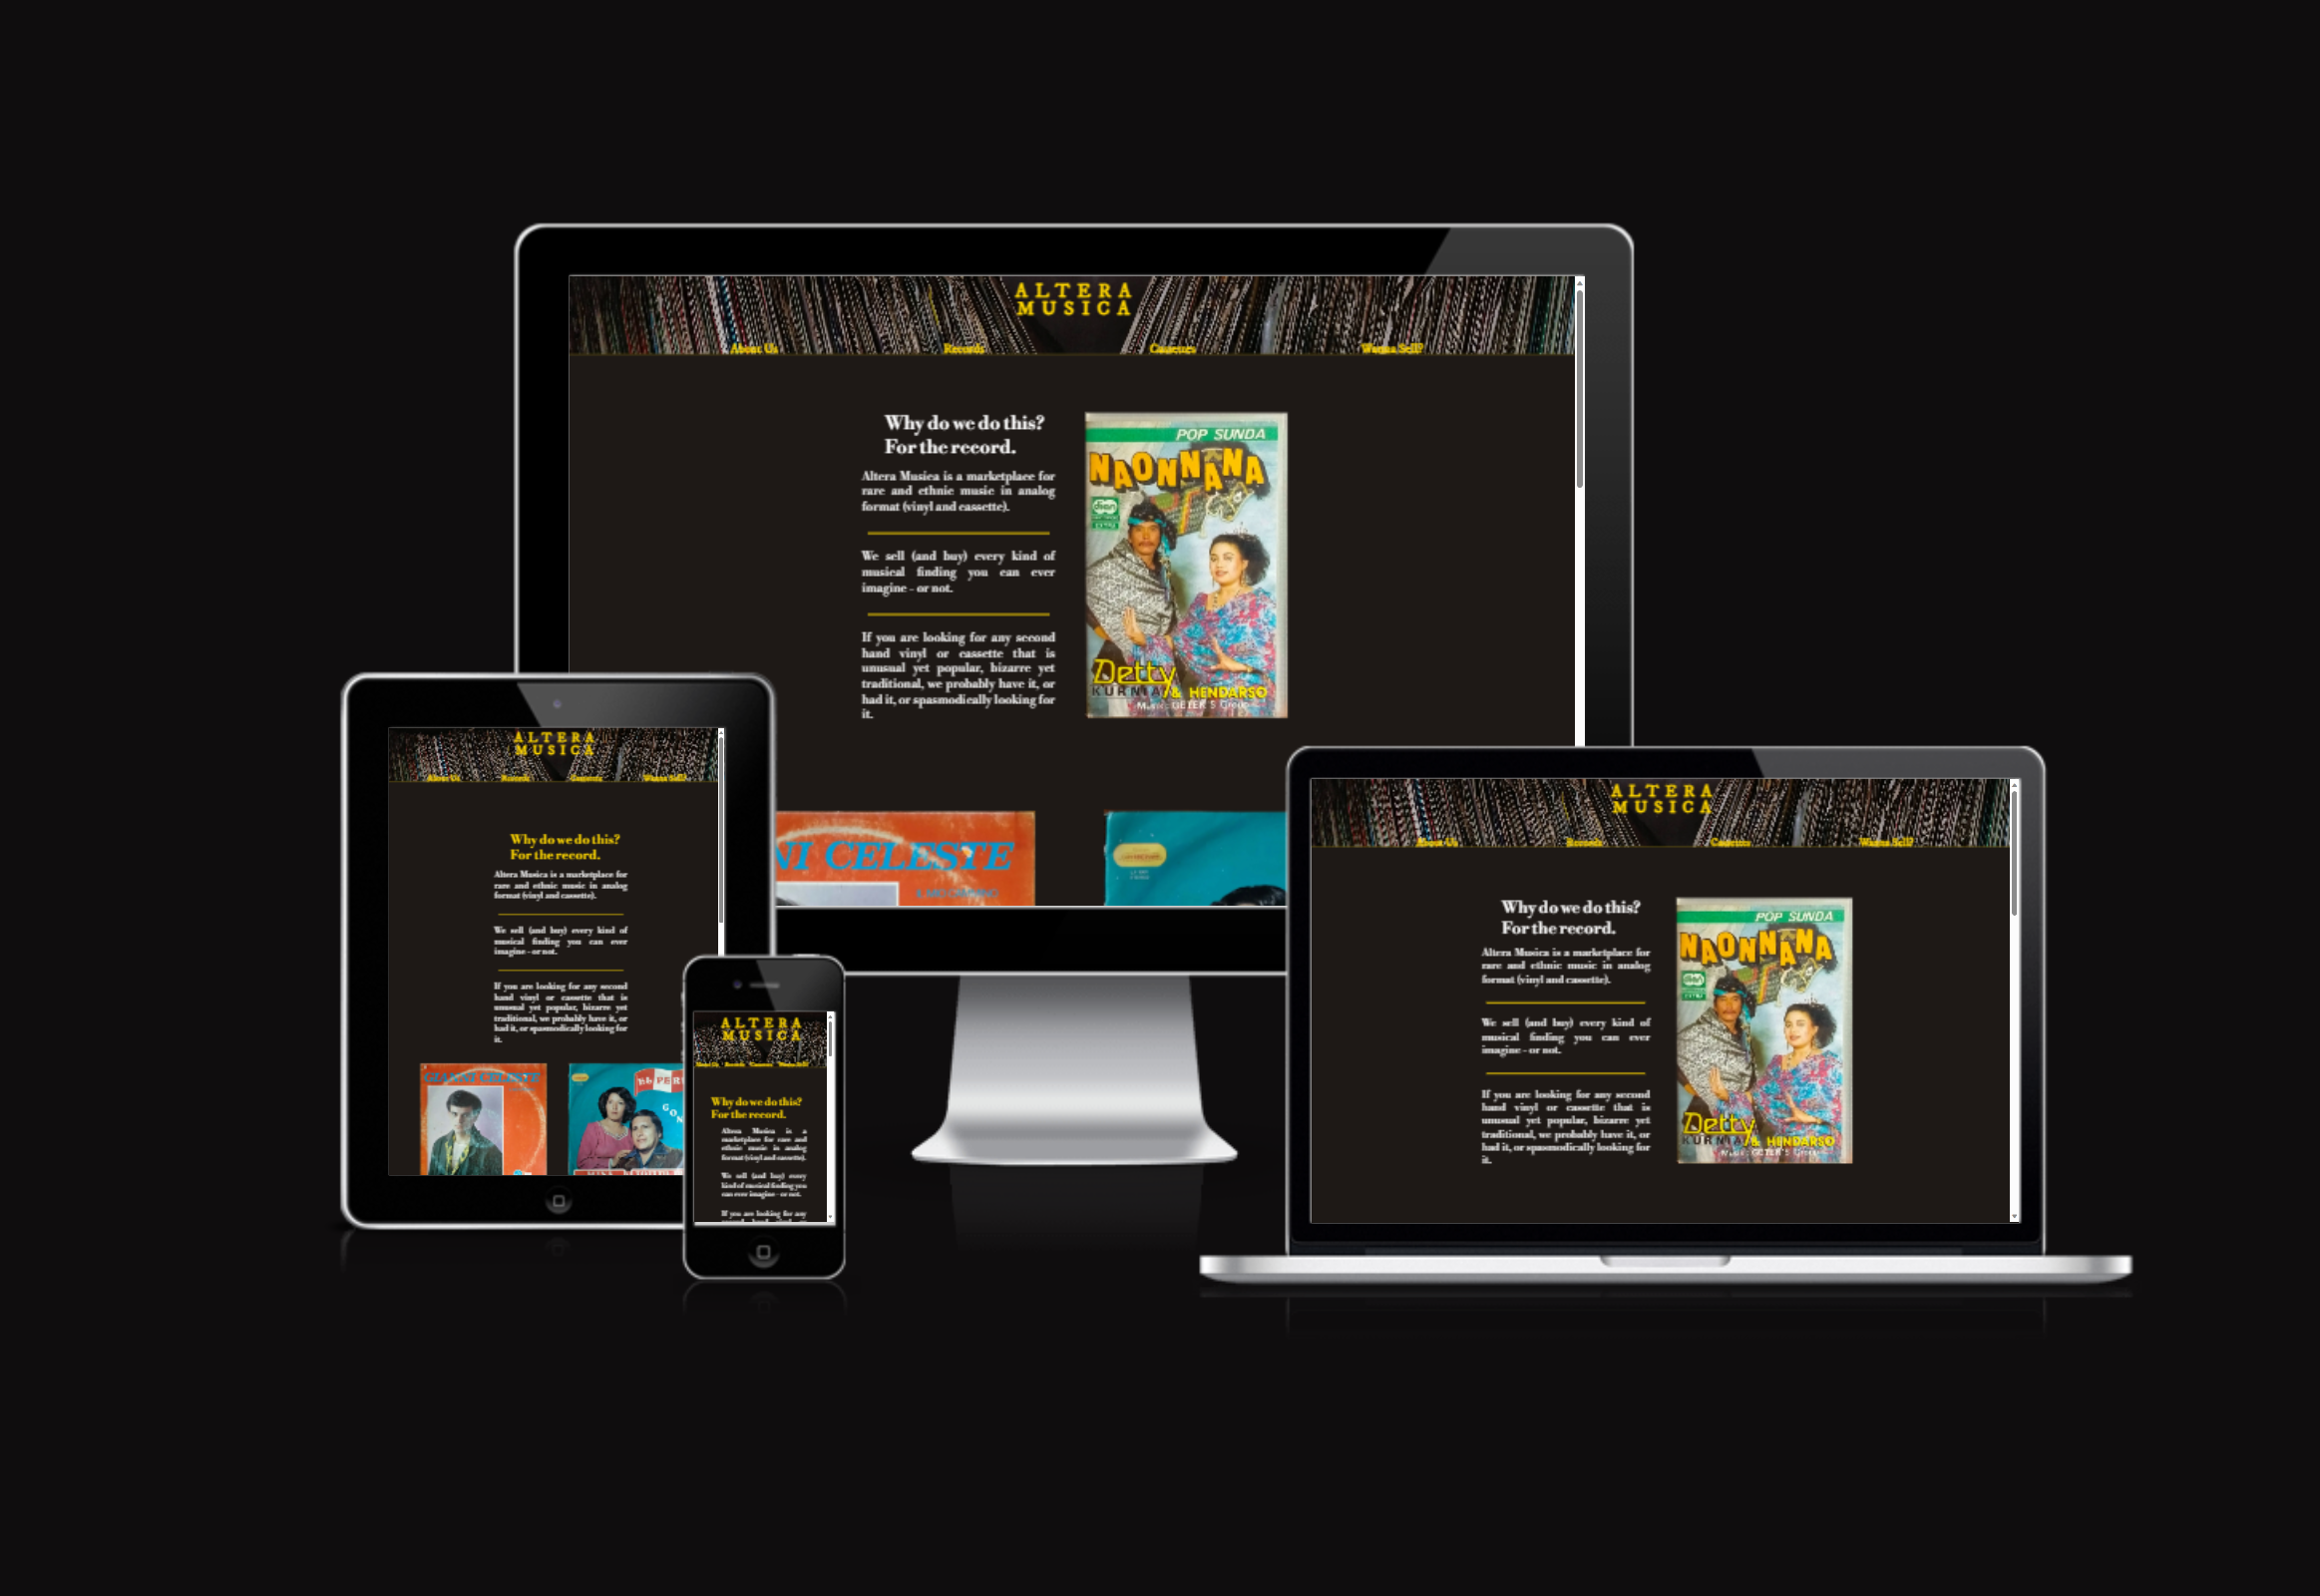 ALTERA
MUSICA
About Us Records Cassettes Wanna Sell?
Why do we do this?
For the record.
Altera Musica is a marketplace for
rare and ethnic music in analog
format (vinyl and cassette).
We sell (and buy) every kind of
musical finding you can ever
imagine - or not.
If you are looking for any second
hand vinyl or cassette that is
unusual yet popular, bizarre yet
traditional, we probably have it, or
had it, or spasmodically looking for
it.
POP SUNDA
NAONNANA
Detty
KURNIA & HENDARSO
NI CELESTE
ALTERA
MUSICA
About Us Records Cassettes Wanna Sell?
Why do we do this?
For the record.
Altera Musica is a marketplace for
rare and ethnic music in analog
format (vinyl and cassette).
We sell (and buy) every kind of
musical finding you can ever
imagine - or not.
If you are looking for any second
hand vinyl or cassette that is
unusual yet popular, bizarre yet
traditional, we probably have it, or
had it, or spasmodically looking for
it.
GIANNI CELESTE
ALTERA
MUSICA
About Us Records Cassettes Wanna Sell?
Why do we do this?
For the record.
Altera Musica is a
marketplace for rare and
ethnic music in analog
format (vinyl and cassette).
We sell (and buy) every
kind of musical finding you
can ever imagine - or not.
If you are looking for any
ALTERA
MUSICA
About Us Records Cassettes Wanna Sell?
Why do we do this?
For the record.
Altera Musica is a marketplace for
rare and ethnic music in analog
format (vinyl and cassette).
We sell (and buy) every kind of
musical finding you can ever
imagine - or not.
If you are looking for any second
hand vinyl or cassette that is
unusual yet popular, bizarre yet
traditional, we probably have it, or
had it, or spasmodically looking for
it.
POP SUNDA
NAONNANA
Detty
KURNIA & HENDARSO